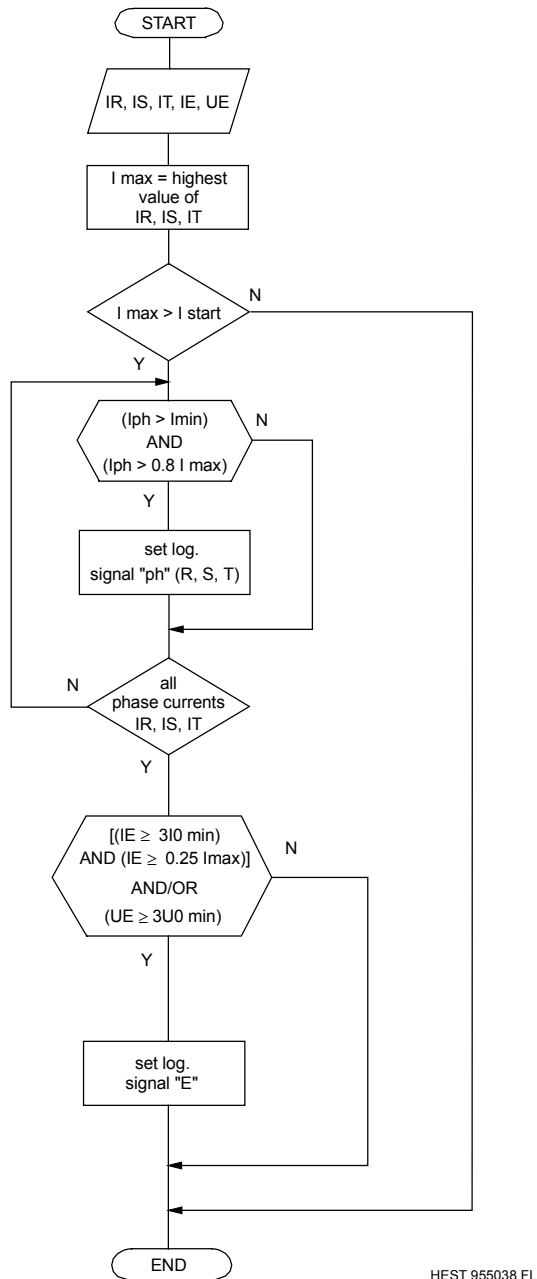 START
IR, IS, IT, IE, UE
I max = highest
value of
IR, IS, IT
N
I max > I start
Y
(Iph > Imin)
N
AND
(Iph > 0.8 I max)
Y
set log.
signal "ph" (R, S, T)
N
all
phase currents
IR, IS, IT
Y
[(IE ≥ 3I0 min)
AND (IE ≥ 0.25 Imax)]
N
AND/OR
(UE ≥ 3U0 min)
Y
set log.
signal "E"
END
HEST 955038 FL